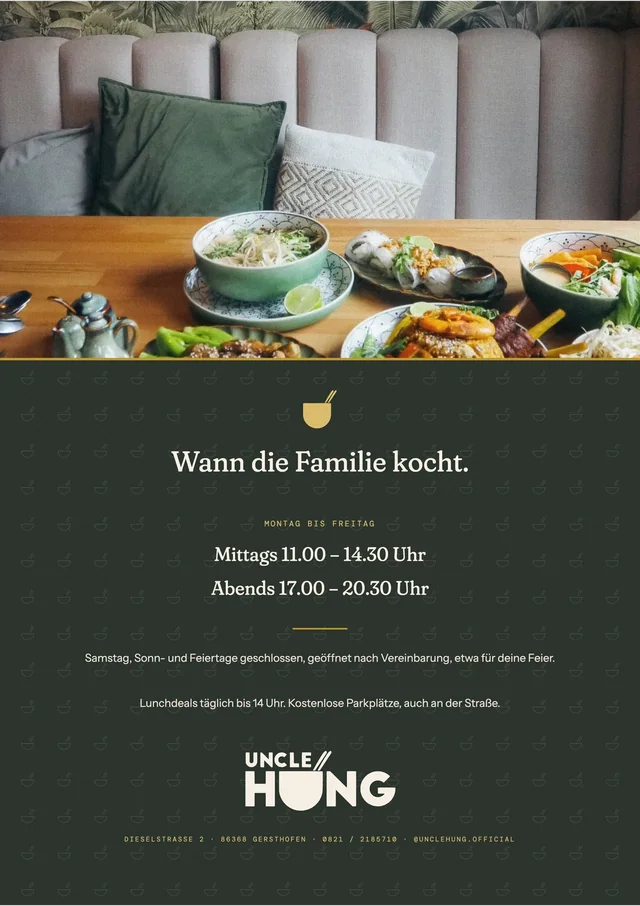 Wann die Familie kocht.
MONTAG BIS FREITAG
Mittags 11.00 – 14.30 Uhr
Abends 17.00 – 20.30 Uhr
Samstag, Sonn- und Feiertage geschlossen, geöffnet nach Vereinbarung, etwa für deine Feier.
Lunchdeals täglich bis 14 Uhr. Kostenlose Parkplätze, auch an der Straße.
UNCLE
HUNG
DIESELSTRASSE 2 · 86368 GERSTHOFEN · 0821 / 2185710 · @UNCLEHUNG.OFFICIAL